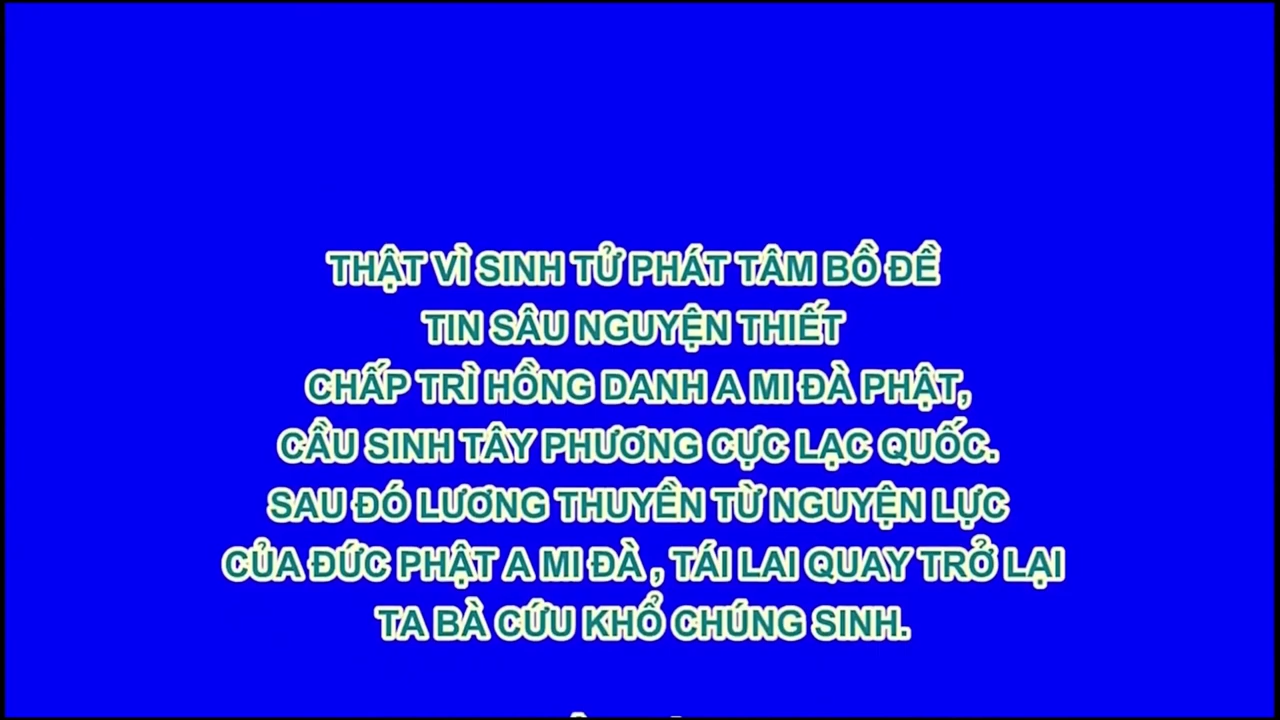 THẬT VÌ SINH TỬ PHÁT TÂM BỒ ĐỀ
TIN SÂU NGUYỆN THIẾT
CHẤP TRÌ HỒNG DANH A MI ĐÀ PHẬT,
CẦU SINH TÂY PHƯƠNG CỰC LẠC QUỐC.
SAU ĐÓ LƯƠNG THUYỀN TỪ NGUYỆN LỰC
CỦA ĐỨC PHẬT A MI ĐÀ , TÁI LAI QUAY TRỞ LẠI
TA BÀ CỨU KHỔ CHÚNG SINH.